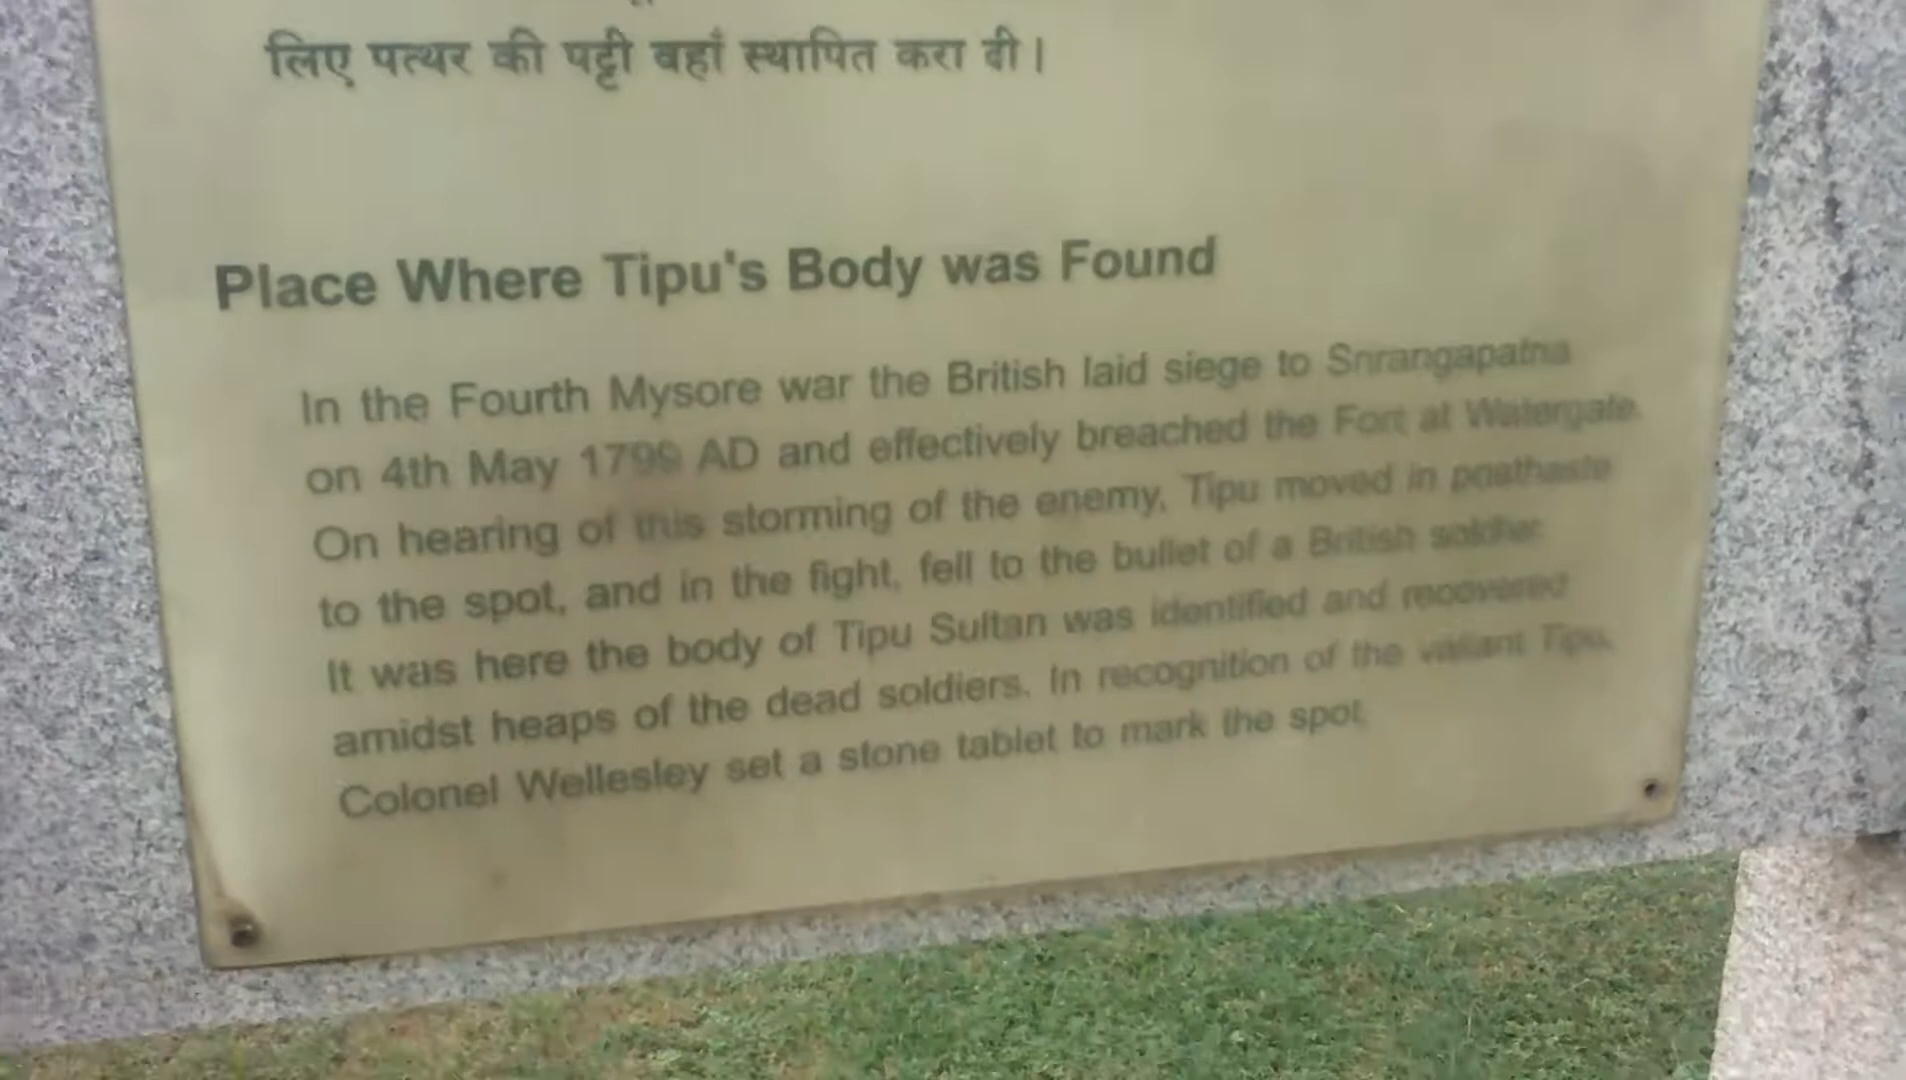 लिए पत्थर की पट्टी वहां स्थापित करा दी।
Place Where Tipu's Body was Found
In the Fourth Mysore war the British laid siege to Srirangapatna
on 4th May 1799 AD and effectively breached the Fort at Watergate.
On hearing of this storming of the enemy, Tipu moved in posthaste
to the spot, and in the fight, fell to the bullet of a British soldier.
It was here the body of Tipu Sultan was identified and recovered
amidst heaps of the dead soldiers. In recognition of the valiant Tipu,
Colonel Wellesley set a stone tablet to mark the spot.